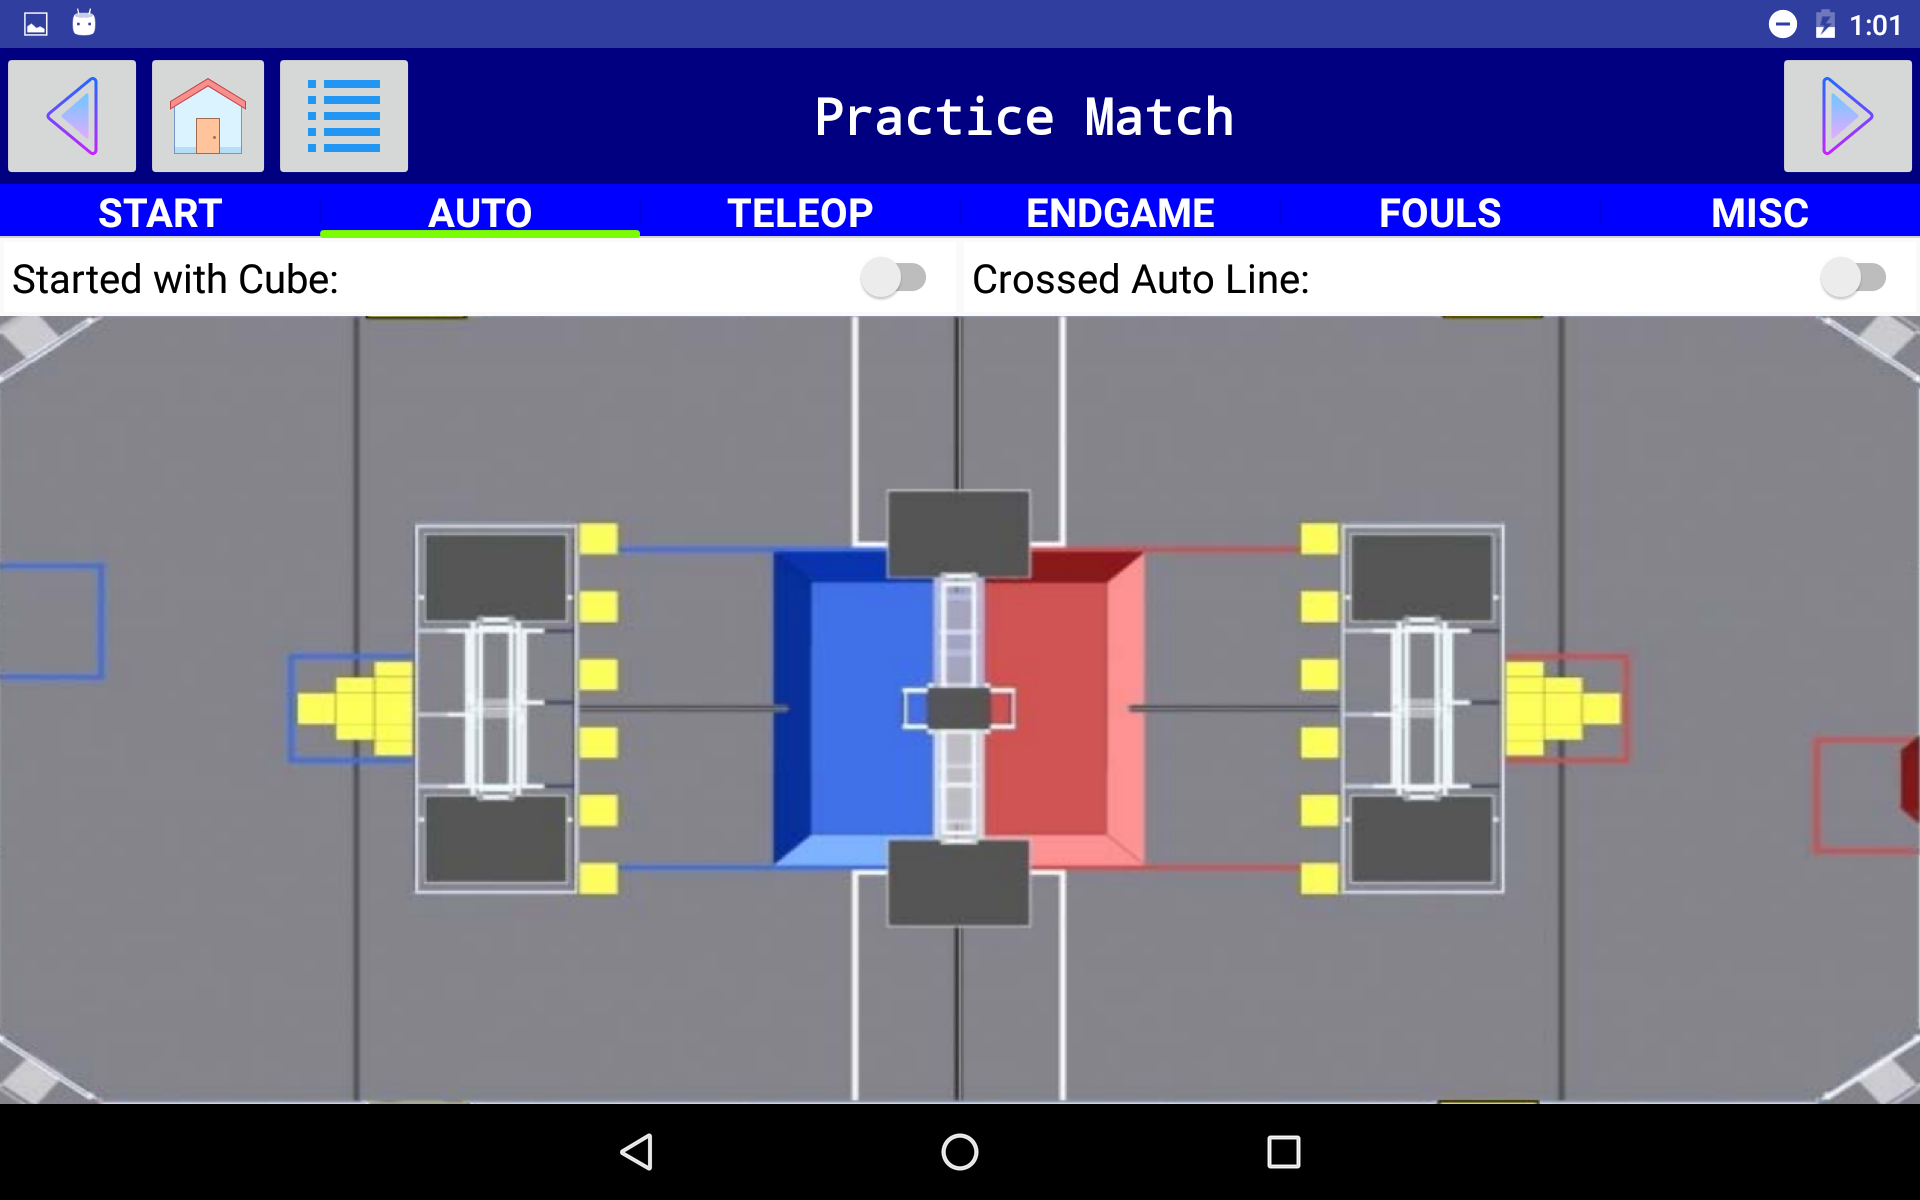 1:01
Practice Match
START AUTO TELEOP ENDGAME FOULS MISC
Started with Cube: Crossed Auto Line: